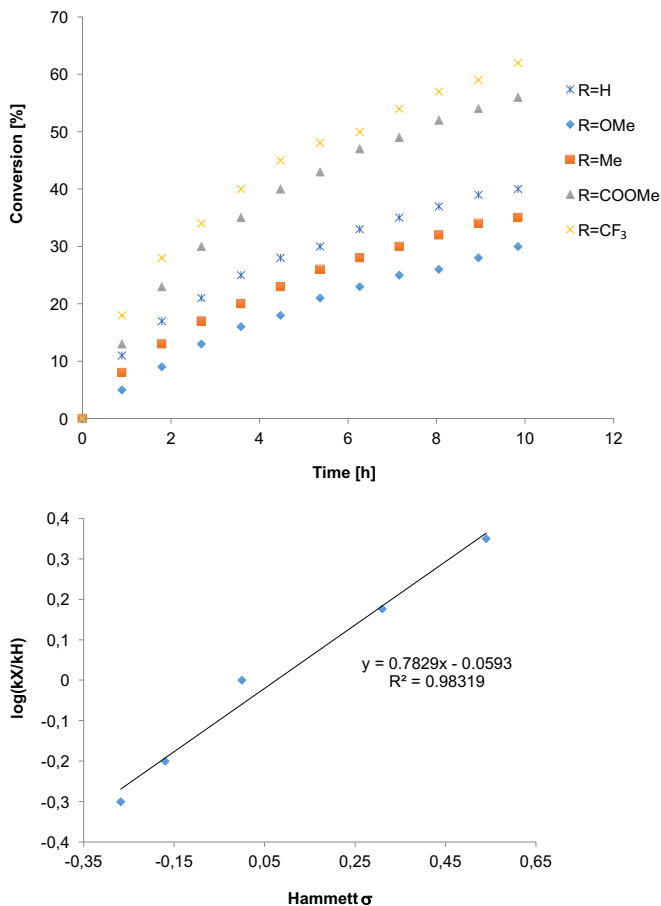 70
60
50
40
30
20
10
0
Conversion [%]
0 2 4 6 8 10 12
Time [h]
R=H
R=OMe
R=Me
R=COOMe
R=CF₃
0,4
0,3
0,2
0,1
0
-0,1
-0,2
-0,3
-0,4
log(kX/kH)
y = 0.7829x - 0.0593
R² = 0.98319
-0,35 -0,15 0,05 0,25 0,45 0,65
Hammett σ